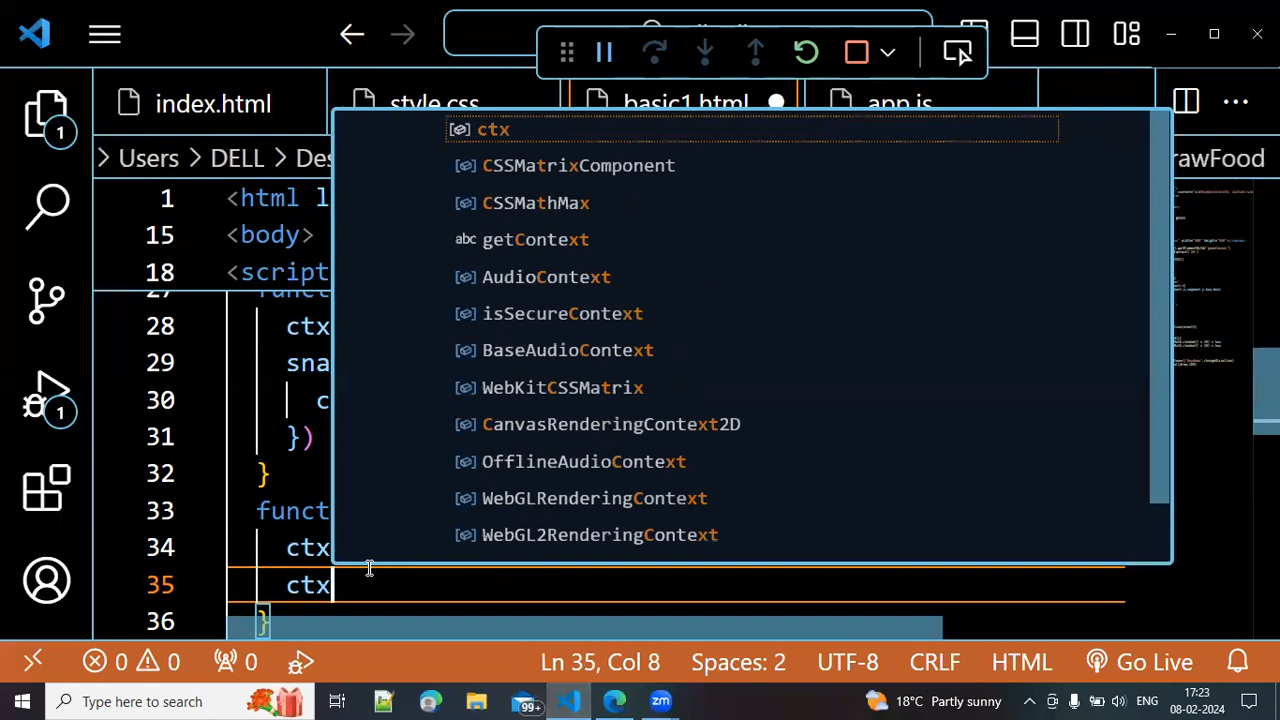 index.html
style.css
basic1.html
app.js
Users
DELL
rawFood
1 <html
15 <body>
18 <script
28 ctx
29 sna
30 c
31 })
32 }
33 funct
34 ctx
35 ctx
36 }
ctx
CSSMatrixComponent
CSSMathMax
abc getContext
AudioContext
isSecureContext
BaseAudioContext
WebKitCSSMatrix
CanvasRenderingContext2D
OfflineAudioContext
WebGLRenderingContext
WebGL2RenderingContext
1
1
0 0 0 Ln 35, Col 8 Spaces: 2 UTF-8 CRLF HTML Go Live
Type here to search 99+ zm 18°C Partly sunny ENG 17:23
08-02-2024